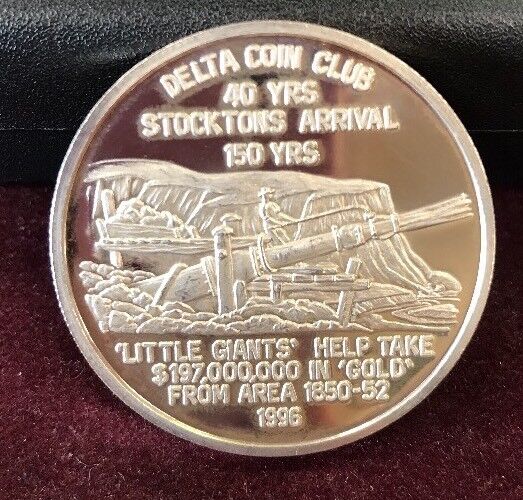 DELTA COIN CLUB
40 YRS
STOCKTONS ARRIVAL
150 YRS
'LITTLE GIANTS' HELP TAKE
$197,000,000 IN 'GOLD'
FROM AREA 1850-52
1996